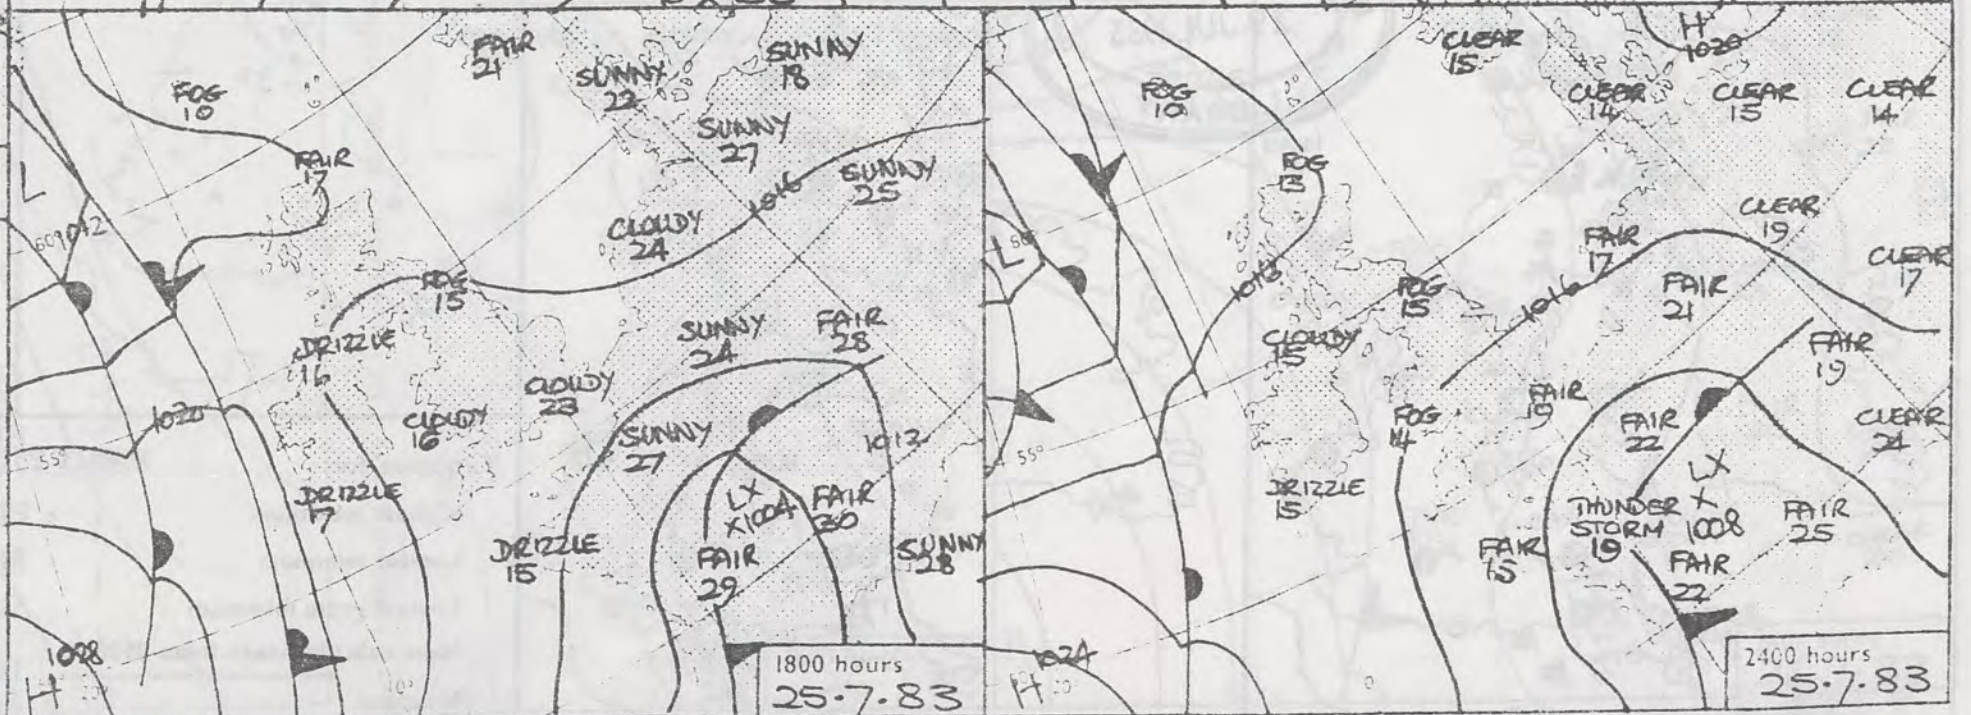 FAIR
21
SUNNY
22
SUNNY
18
FOG
10
SUNNY
27
FAIR
17
SUNNY
25
L
1016
1012
CLOUDY
24
FOG
15
DRIZZLE
16
SUNNY
24
FAIR
28
CLOUDY
23
1020
CLOUDY
16
SUNNY
27
1012
55°
DRIZZLE
17
LX
X1004
FAIR
30
DRIZZLE
15
FAIR
29
SUNNY
28
1028
H
10°
1800 hours
25.7.83
H
1020
CLEAR
15
FOG
10
CLEAR
14
CLEAR
15
CLEAR
14
FOG
13
CLEAR
19
FAIR
17
L
CLEAR
17
FOG
15
FAIR
21
1016
CLOUDY
15
FAIR
19
FAIR
19
FOG
14
FAIR
22
CLEAR
21
55°
LX
X
1008
DRIZZLE
15
THUNDER
STORM
19
FAIR
25
FAIR
15
FAIR
22
1024
H
2400 hours
25.7.83